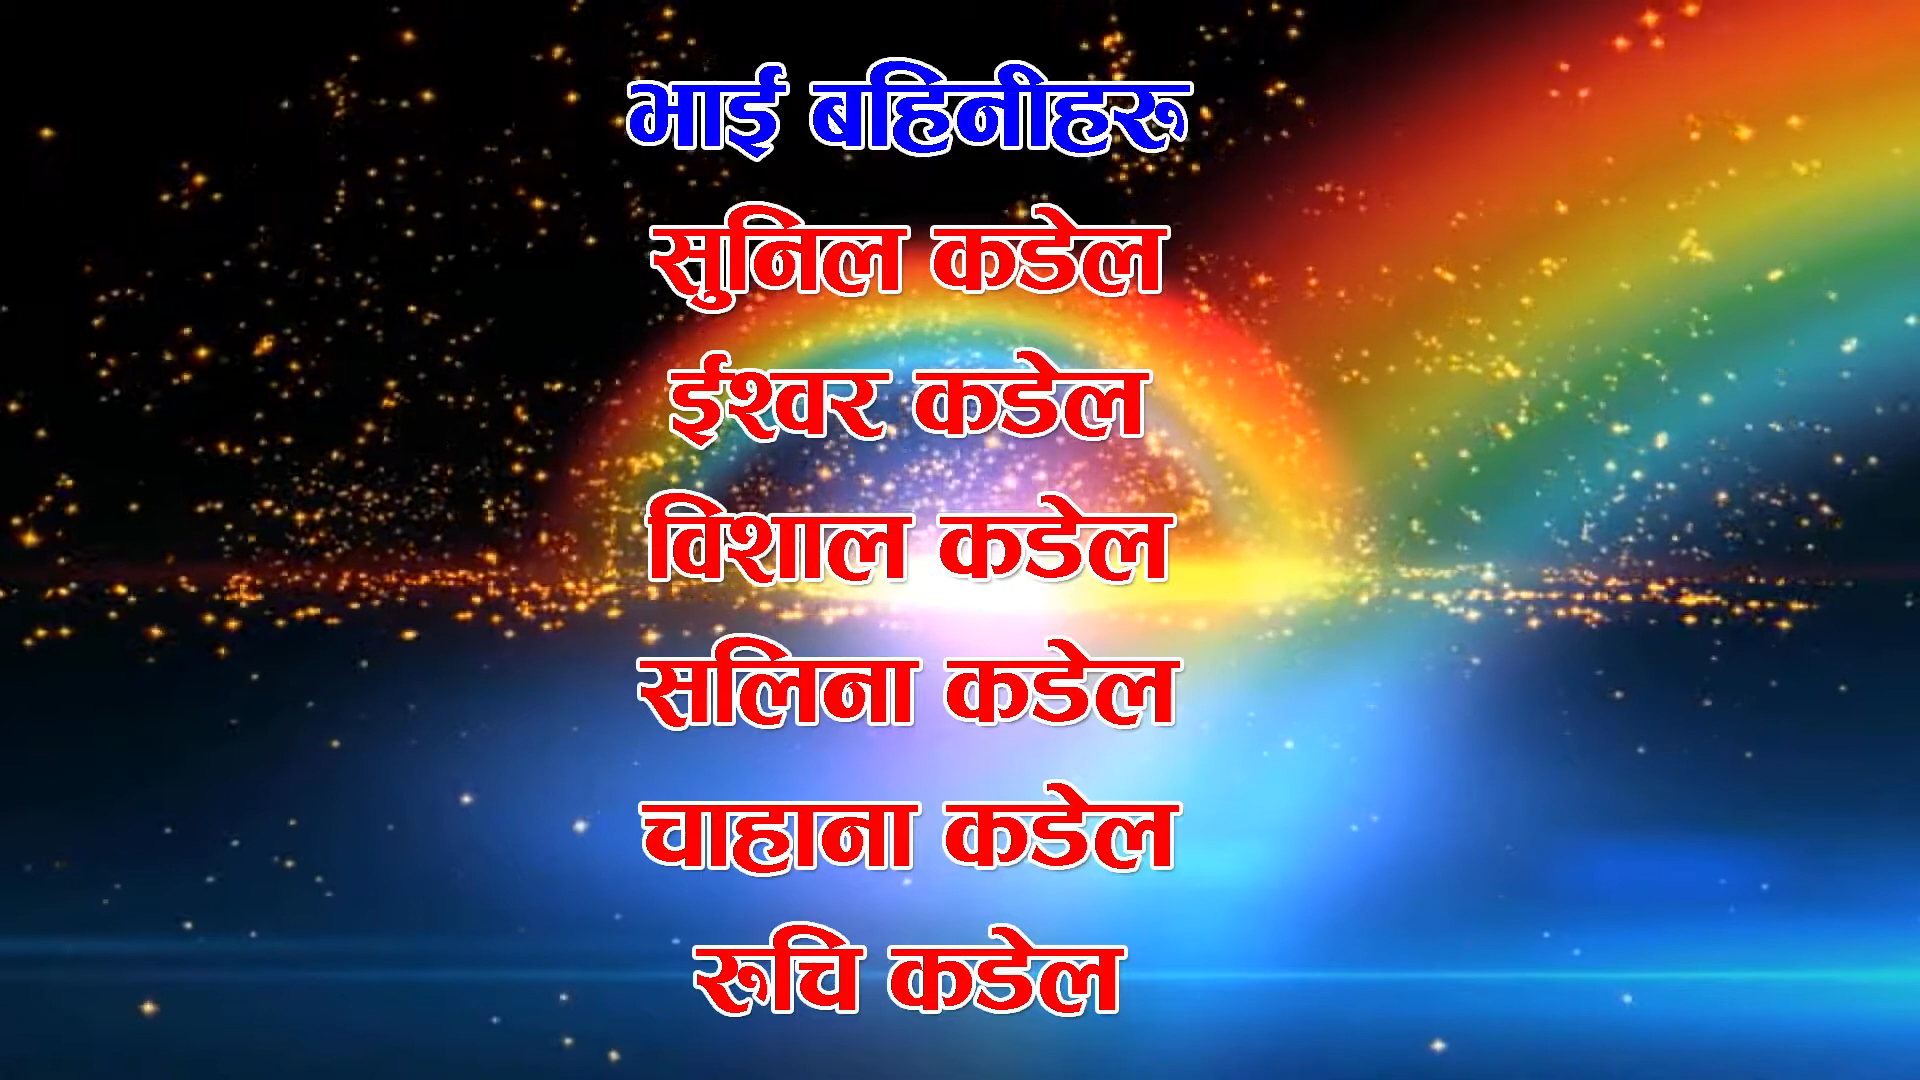 भाई बहिनीहरु
सुनिल कडेल
ईश्वर कडेल
विशाल कडेल
सलिना कडेल
चाहाना कडेल
रुचि कडेल